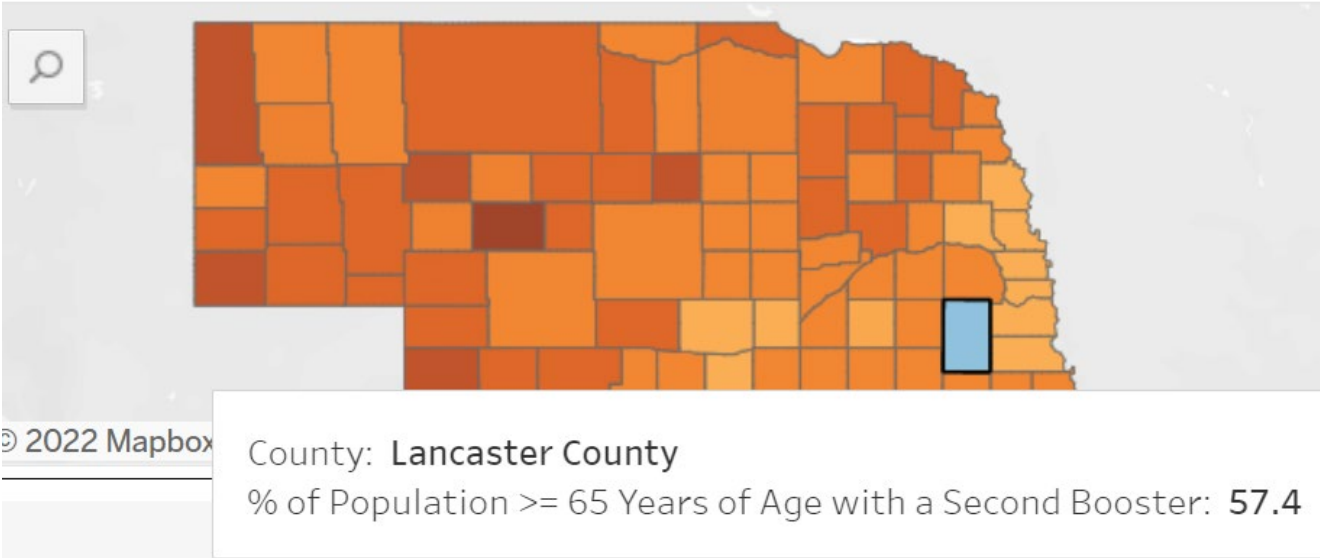 © 2022 Mapbox
County: Lancaster County
% of Population >= 65 Years of Age with a Second Booster: 57.4